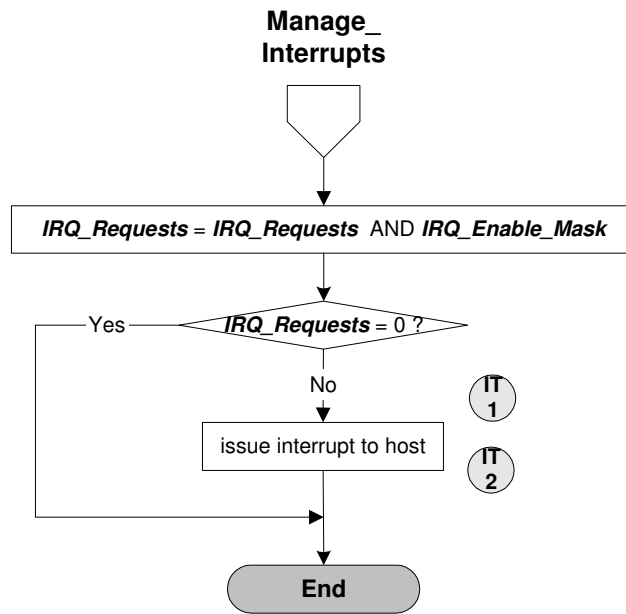 Manage_
Interrupts
IRQ_Requests = IRQ_Requests AND IRQ_Enable_Mask
IRQ_Requests = 0 ?
Yes
No
IT
1
issue interrupt to host
IT
2
End